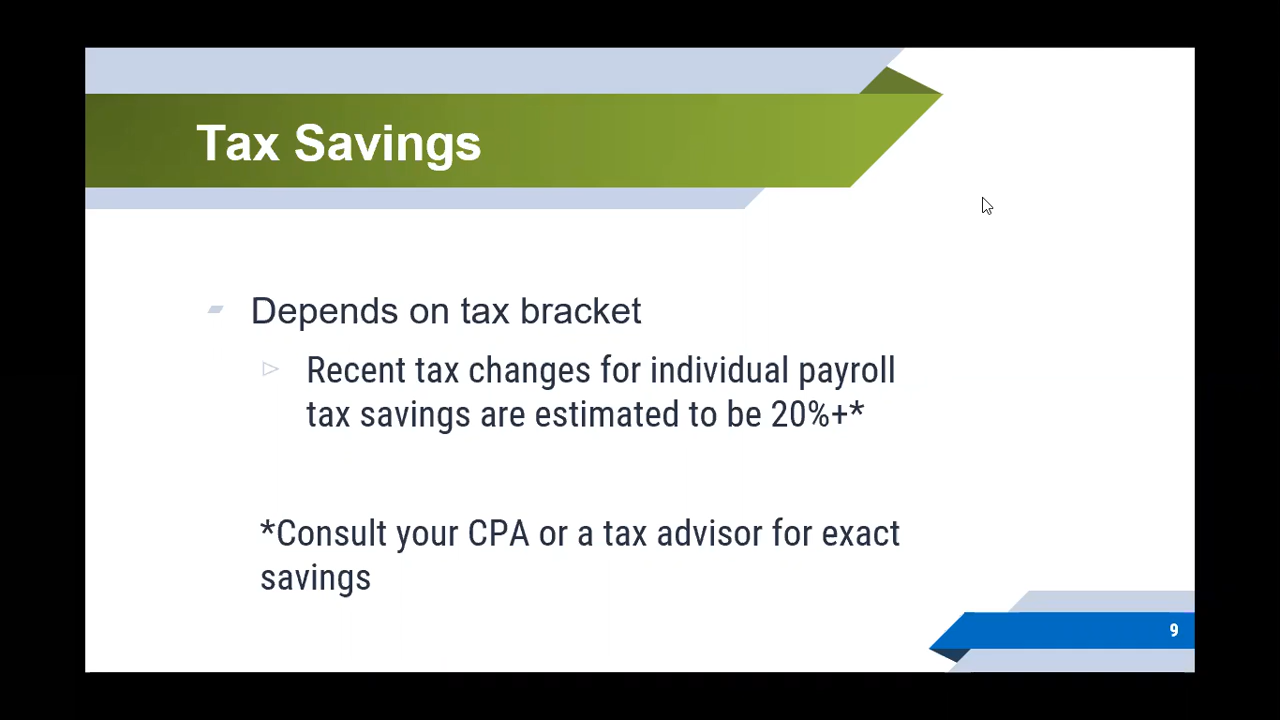 Tax Savings
Depends on tax bracket
Recent tax changes for individual payroll
tax savings are estimated to be 20%+*
*Consult your CPA or a tax advisor for exact
savings
9